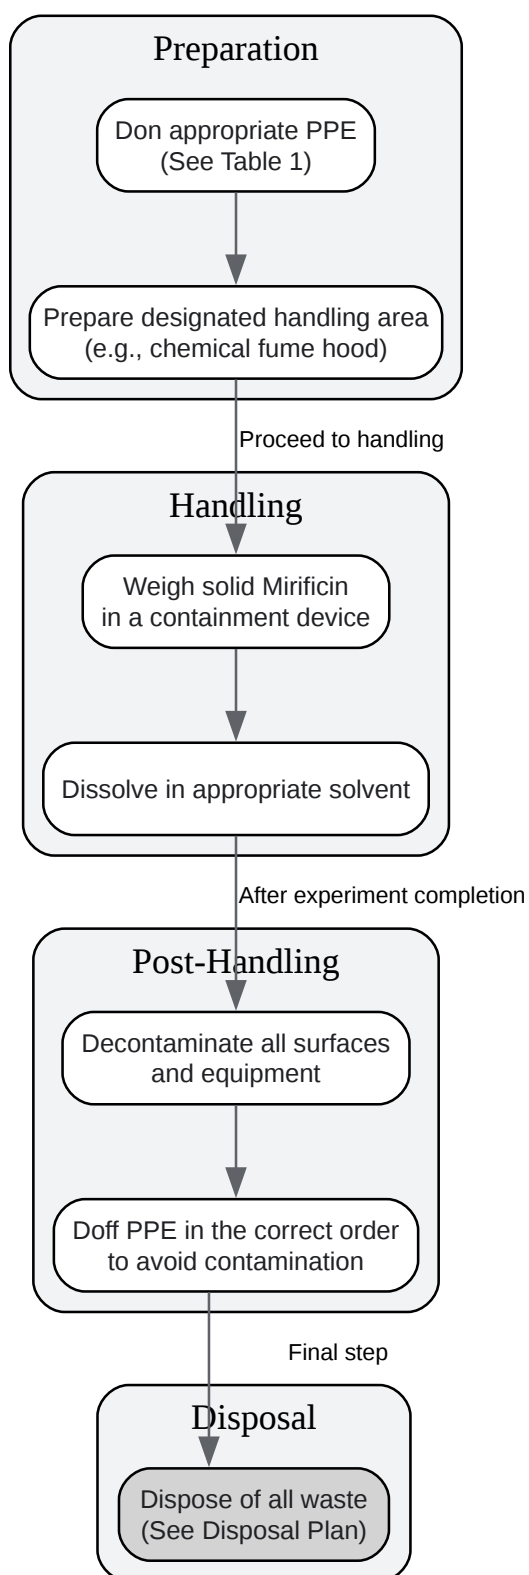 Preparation
Don appropriate PPE
(See Table 1)
Prepare designated handling area
(e.g., chemical fume hood)
Proceed to handling
Handling
Weigh solid Mirificin
in a containment device
Dissolve in appropriate solvent
After experiment completion
Post-Handling
Decontaminate all surfaces
and equipment
Doff PPE in the correct order
to avoid contamination
Final step
Disposal
Dispose of all waste
(See Disposal Plan)